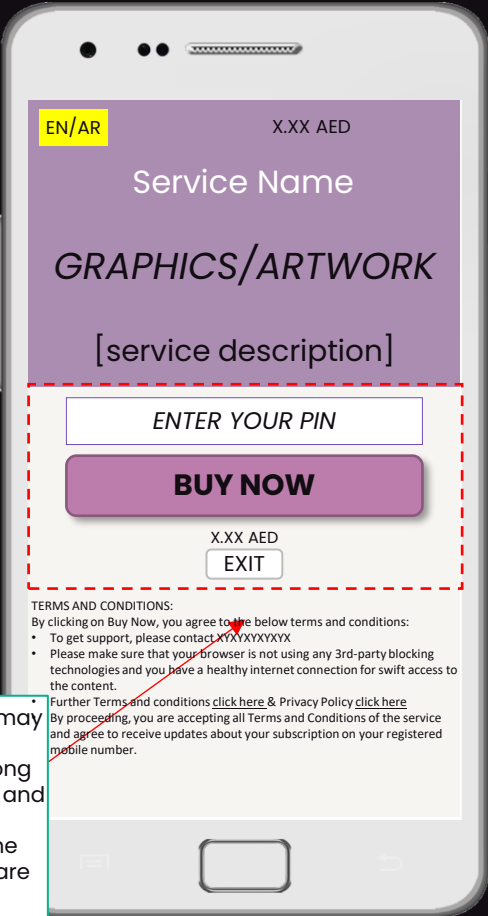 EN/AR
X.XX AED
Service Name
GRAPHICS/ARTWORK
[service description]
ENTER YOUR PIN
BUY NOW
X.XX AED
EXIT
TERMS AND CONDITIONS:
By clicking on Buy Now, you agree to the below terms and conditions:
• To get support, please contact XYXYXYXYXYX
• Please make sure that your browser is not using any 3rd-party blocking
technologies and you have a healthy internet connection for swift access to
the content.
• Further Terms and conditions click here & Privacy Policy click here
By proceeding, you are accepting all Terms and Conditions of the service
and agree to receive updates about your subscription on your registered
mobile number.
may
and
are